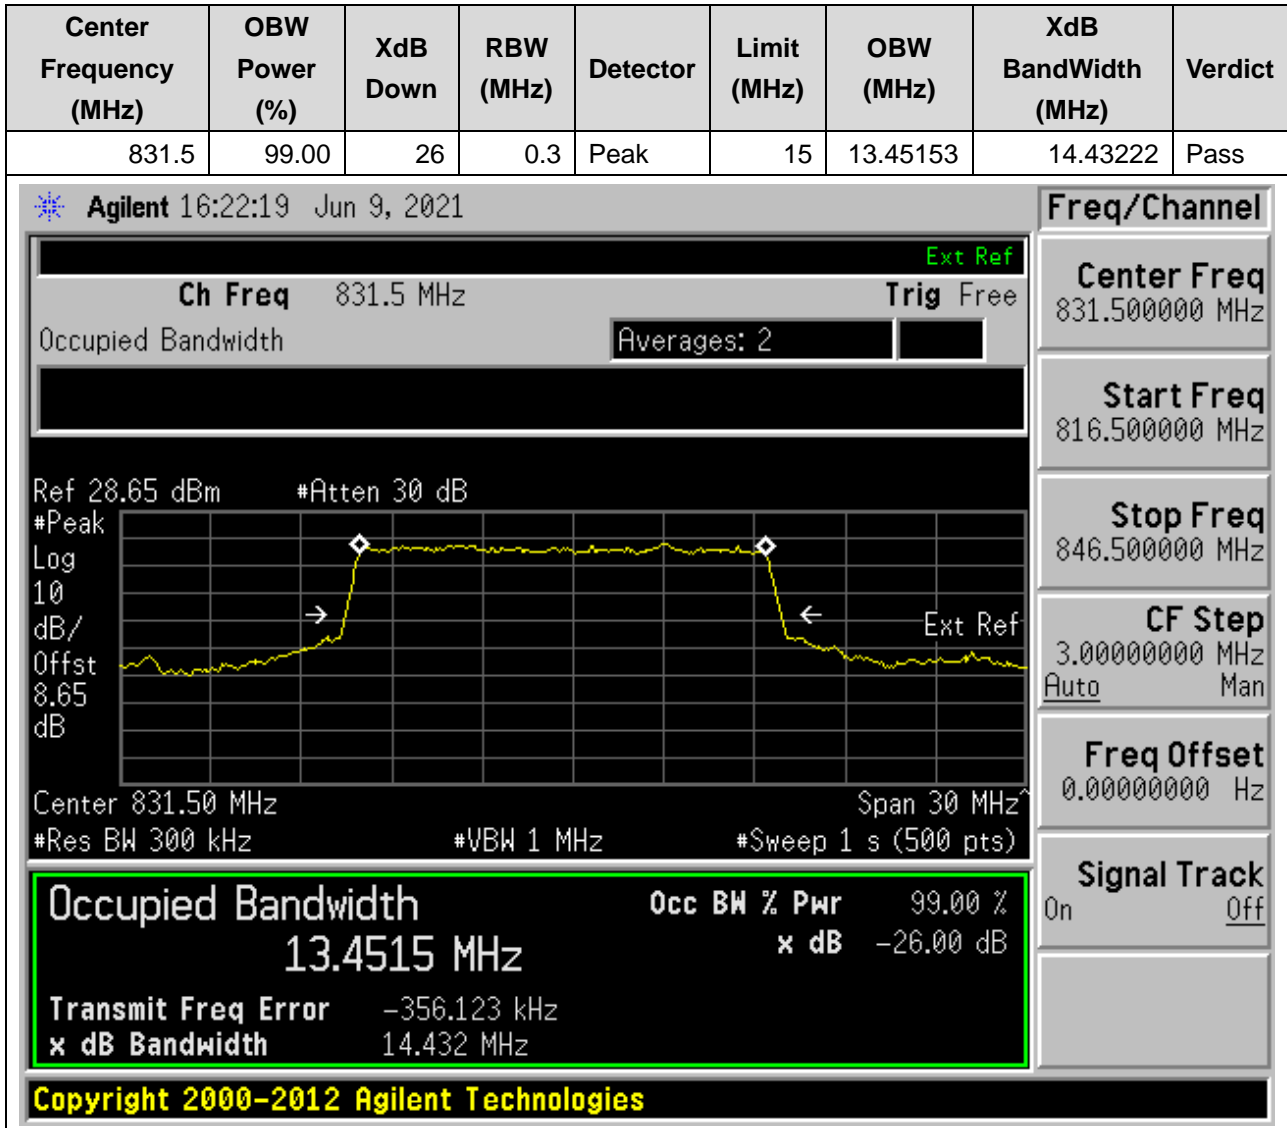 Center Frequency (MHz) OBW Power (%) XdB Down RBW (MHz) Detector Limit (MHz) OBW (MHz) XdB BandWidth (MHz) Verdict
831.5 99.00 26 0.3 Peak 15 13.45153 14.43222 Pass
Agilent 16:22:19 Jun 9, 2021
Freq/Channel
Ext Ref
Ch Freq 831.5 MHz Trig Free
Occupied Bandwidth Averages: 2
Center Freq
831.500000 MHz
Start Freq
816.500000 MHz
Stop Freq
846.500000 MHz
CF Step
3.00000000 MHz
Auto Man
Freq Offset
0.00000000 Hz
Signal Track
On Off
Ref 28.65 dBm #Atten 30 dB
#Peak
Log
10
dB/
Offst
8.65
dB
Ext Ref
Center 831.50 MHz Span 30 MHz^
#Res BW 300 kHz #VBW 1 MHz #Sweep 1 s (500 pts)
Occupied Bandwidth
13.4515 MHz
Occ BW % Pwr 99.00 %
x dB -26.00 dB
Transmit Freq Error -356.123 kHz
x dB Bandwidth 14.432 MHz
Copyright 2000-2012 Agilent Technologies